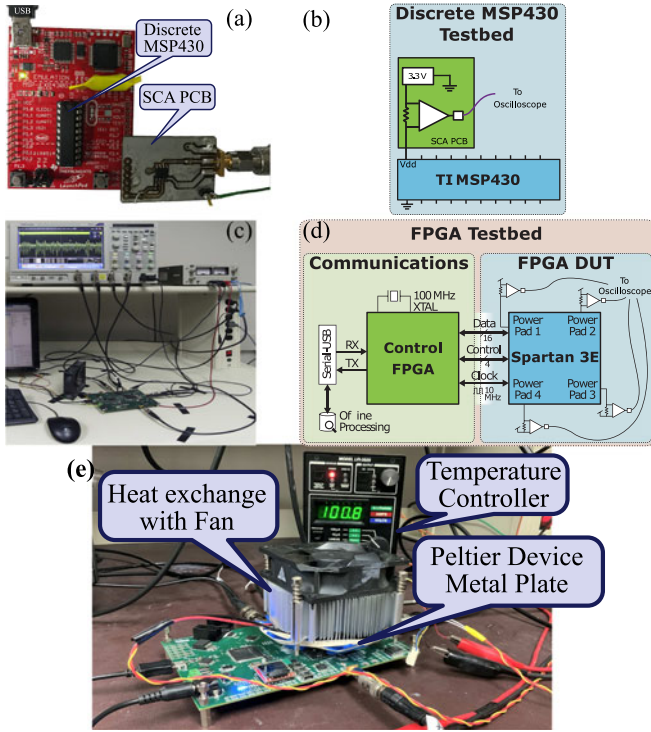 USB
(a)
Discrete
MSP430
SCA PCB
EMULATION
LaunchPad
(b)
Discrete MSP430
Testbed
3.3 V
To
Oscilloscope
SCA PCB
Vdd
TI MSP430
(c)
(d)
FPGA Testbed
Communications
FPGA DUT
100 MHz
XTAL
To
Oscilloscope
Serial-USB
RX
TX
Control
FPGA
Data
16
Control
4
Clock
10
MHz
Power
Pad 1
Power
Pad 2
Spartan 3E
Power
Pad 4
Power
Pad 3
Of ine
Processing
(e)
Heat exchange
with Fan
100.8
Temperature
Controller
Peltier Device
Metal Plate